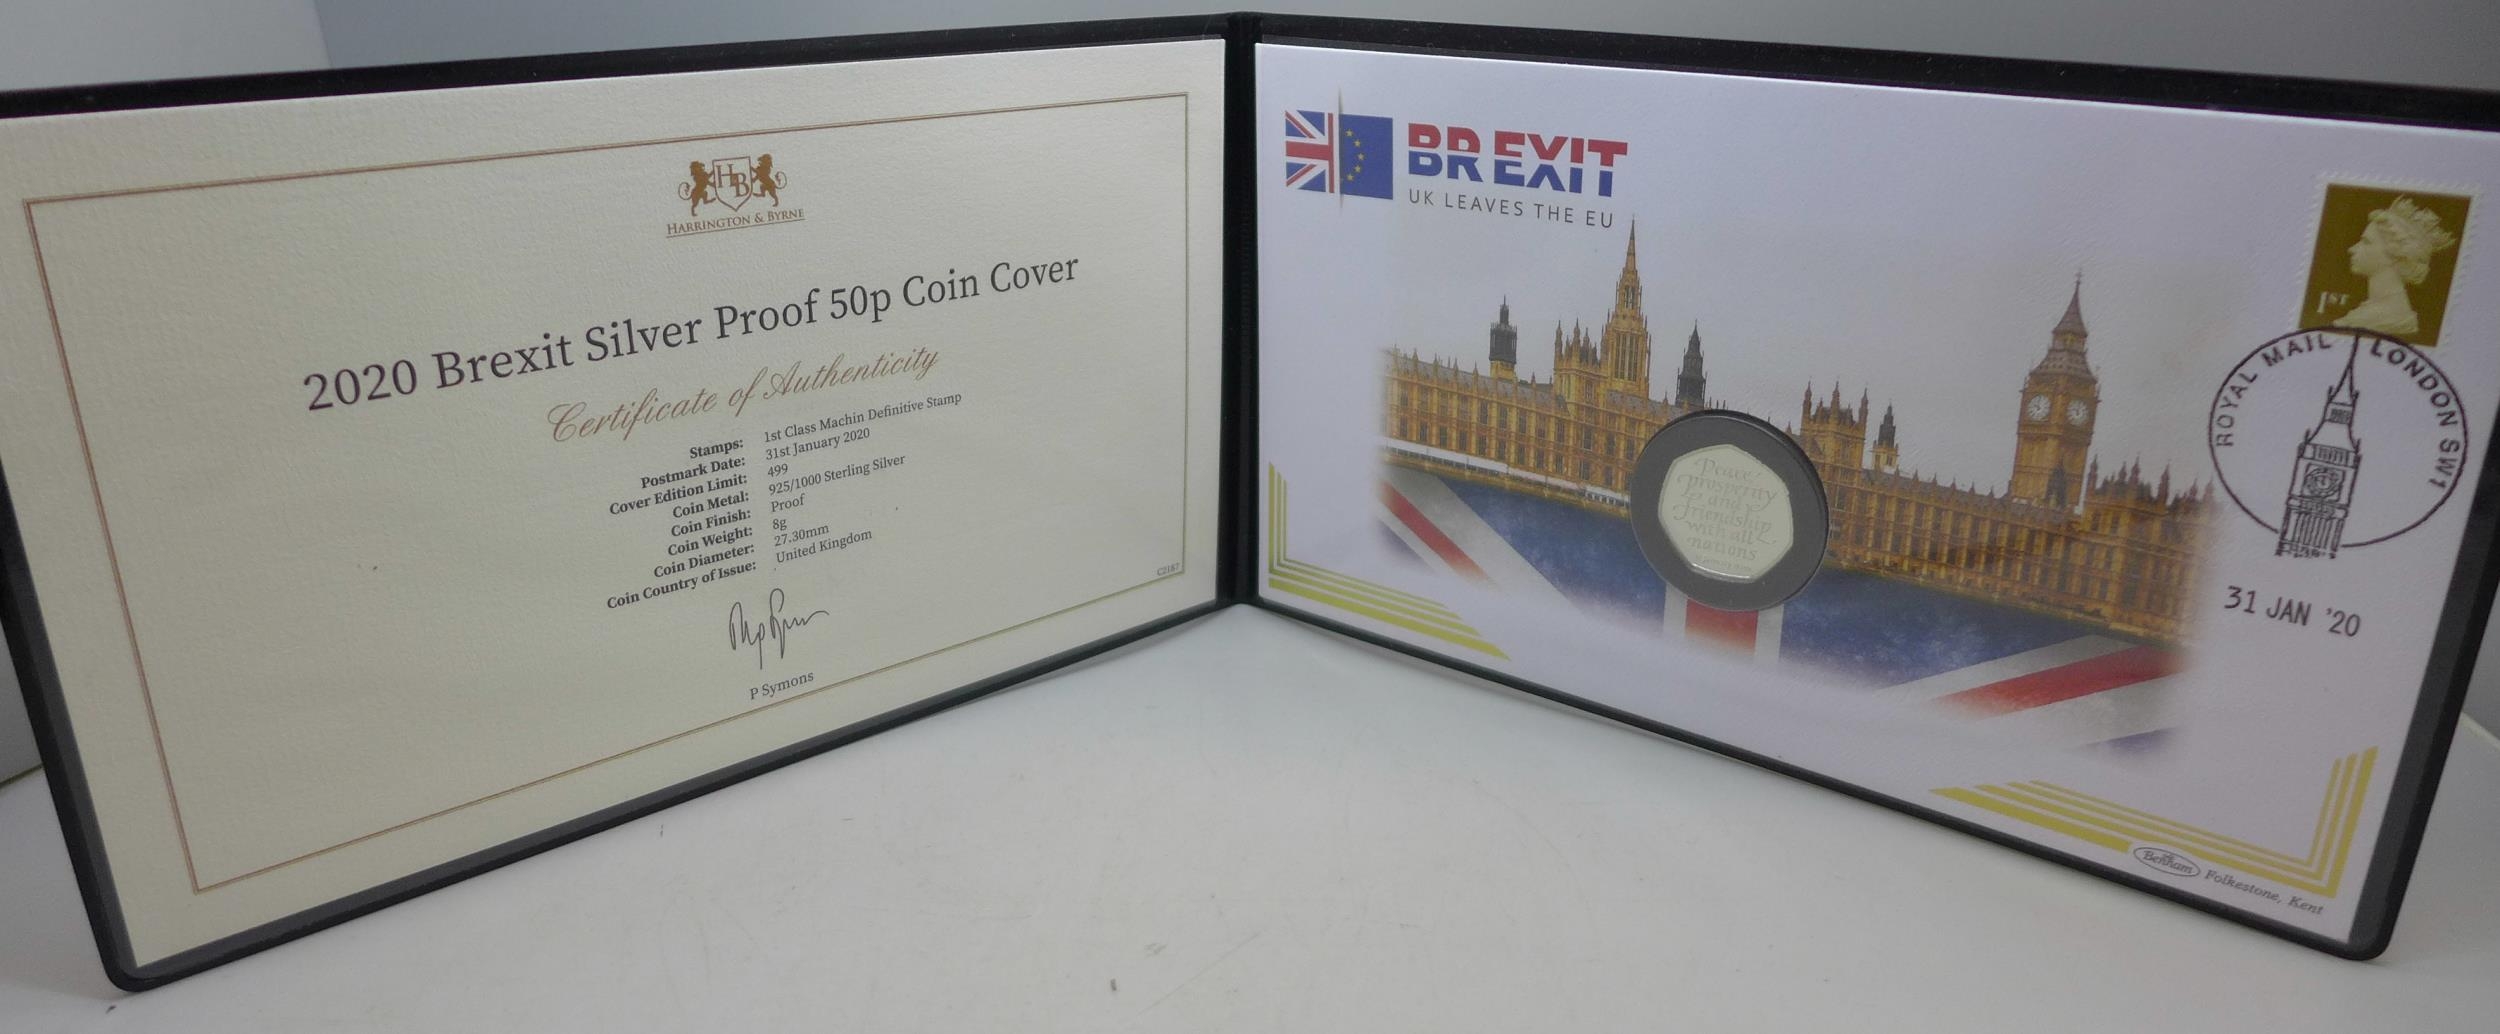 HB
HARRINGTON & BYRNE
2020 Brexit Silver Proof 50p Coin Cover
Certificate of Authenticity
Stamps: 1st Class Machin Definitive Stamp
Postmark Date: 31st January 2020
Cover Edition Limit: 499
Coin Metal: 925/1000 Sterling Silver
Coin Finish: Proof
Coin Weight: 8g
Coin Diameter: 27.30mm
Coin Country of Issue: United Kingdom
P Symons
C2187
BREXIT
UK LEAVES THE EU
1ST
ROYAL MAIL LONDON SW1
31 JAN '20
Peace,
prosperity
and
friendship
with all
nations
Benham
Folkestone, Kent